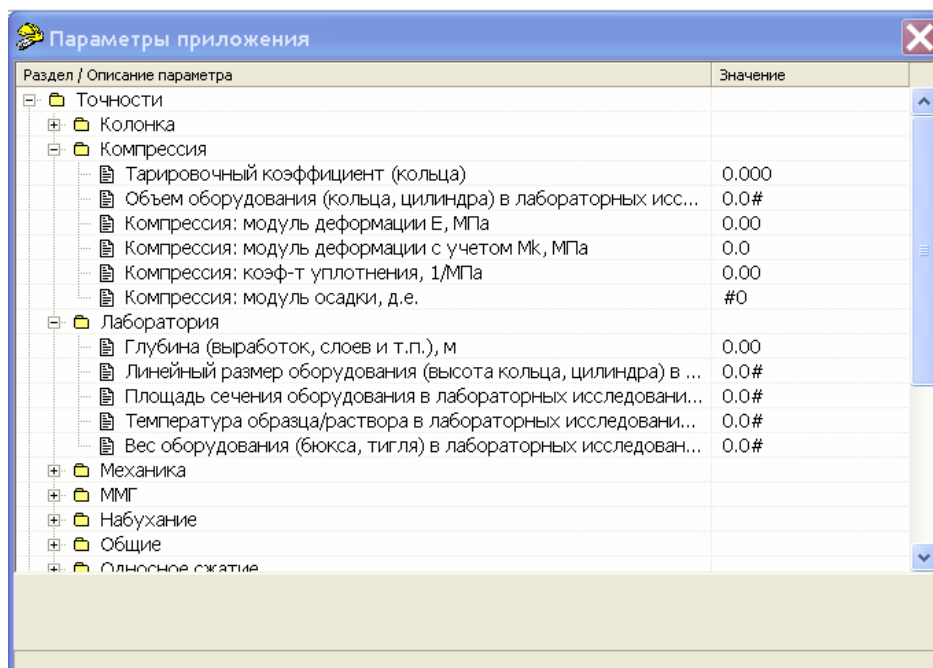 Параметры приложения
Раздел / Описание параметра Значение
Точности
Колонка
Компрессия
Тарировочный коэффициент (кольца) 0.000
Объем оборудования (кольца, цилиндра) в лабораторных исс... 0.0#
Компрессия: модуль деформации E, МПа 0.00
Компрессия: модуль деформации с учетом Mk, МПа 0.0
Компрессия: коэф-т уплотнения, 1/МПа 0.00
Компрессия: модуль осадки, д.е. #0
Лаборатория
Глубина (выработок, слоев и т.п.), м 0.00
Линейный размер оборудования (высота кольца, цилиндра) в ... 0.0#
Площадь сечения оборудования в лабораторных исследовани... 0.0#
Температура образца/раствора в лабораторных исследовани... 0.0#
Вес оборудования (бюкса, тигля) в лабораторных исследован... 0.0#
Механика
ММГ
Набухание
Общие
Одноосное сжатие